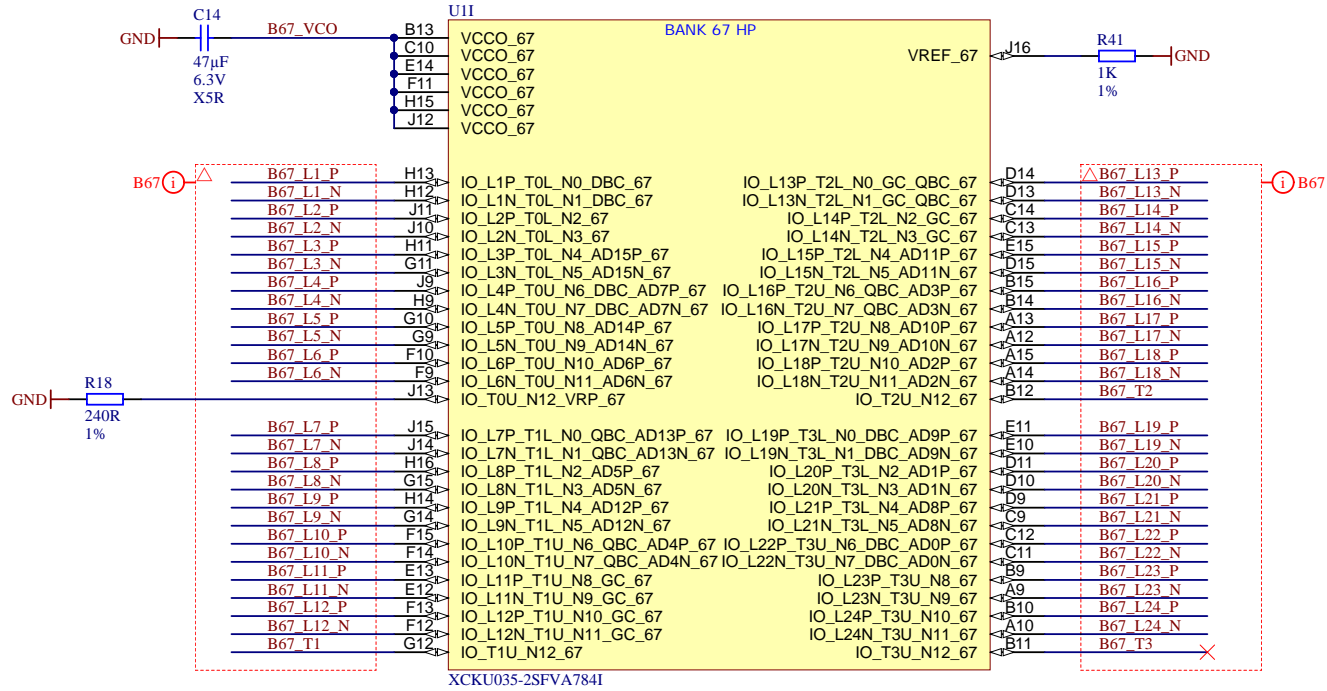 C14
GND
B67_VCO
47µF
6.3V
X5R
U1I
BANK 67 HP
B13 VCCO_67
C10 VCCO_67
E14 VCCO_67
F11 VCCO_67
H15 VCCO_67
J12 VCCO_67
VREF_67 J16
R41
GND
1K
1%
B67 i
i B67
B67_L1_P H13 IO_L1P_T0L_N0_DBC_67 IO_L13P_T2L_N0_GC_QBC_67 D14 B67_L13_P
B67_L1_N H12 IO_L1N_T0L_N1_DBC_67 IO_L13N_T2L_N1_GC_QBC_67 D13 B67_L13_N
B67_L2_P J11 IO_L2P_T0L_N2_67 IO_L14P_T2L_N2_GC_67 C14 B67_L14_P
B67_L2_N J10 IO_L2N_T0L_N3_67 IO_L14N_T2L_N3_GC_67 C13 B67_L14_N
B67_L3_P H11 IO_L3P_T0L_N4_AD15P_67 IO_L15P_T2L_N4_AD11P_67 E15 B67_L15_P
B67_L3_N G11 IO_L3N_T0L_N5_AD15N_67 IO_L15N_T2L_N5_AD11N_67 D15 B67_L15_N
B67_L4_P J9 IO_L4P_T0U_N6_DBC_AD7P_67 IO_L16P_T2U_N6_QBC_AD3P_67 B15 B67_L16_P
B67_L4_N H9 IO_L4N_T0U_N7_DBC_AD7N_67 IO_L16N_T2U_N7_QBC_AD3N_67 B14 B67_L16_N
B67_L5_P G10 IO_L5P_T0U_N8_AD14P_67 IO_L17P_T2U_N8_AD10P_67 A13 B67_L17_P
B67_L5_N G9 IO_L5N_T0U_N9_AD14N_67 IO_L17N_T2U_N9_AD10N_67 A12 B67_L17_N
B67_L6_P F10 IO_L6P_T0U_N10_AD6P_67 IO_L18P_T2U_N10_AD2P_67 A15 B67_L18_P
B67_L6_N F9 IO_L6N_T0U_N11_AD6N_67 IO_L18N_T2U_N11_AD2N_67 A14 B67_L18_N
R18
GND
240R
1%
J13 IO_T0U_N12_VRP_67 IO_T2U_N12_67 B12 B67_T2
B67_L7_P J15 IO_L7P_T1L_N0_QBC_AD13P_67 IO_L19P_T3L_N0_DBC_AD9P_67 E11 B67_L19_P
B67_L7_N J14 IO_L7N_T1L_N1_QBC_AD13N_67 IO_L19N_T3L_N1_DBC_AD9N_67 E10 B67_L19_N
B67_L8_P H16 IO_L8P_T1L_N2_AD5P_67 IO_L20P_T3L_N2_AD1P_67 D11 B67_L20_P
B67_L8_N G15 IO_L8N_T1L_N3_AD5N_67 IO_L20N_T3L_N3_AD1N_67 D10 B67_L20_N
B67_L9_P H14 IO_L9P_T1L_N4_AD12P_67 IO_L21P_T3L_N4_AD8P_67 D9 B67_L21_P
B67_L9_N G14 IO_L9N_T1L_N5_AD12N_67 IO_L21N_T3L_N5_AD8N_67 C9 B67_L21_N
B67_L10_P F15 IO_L10P_T1U_N6_QBC_AD4P_67 IO_L22P_T3U_N6_DBC_AD0P_67 C12 B67_L22_P
B67_L10_N F14 IO_L10N_T1U_N7_QBC_AD4N_67 IO_L22N_T3U_N7_DBC_AD0N_67 C11 B67_L22_N
B67_L11_P E13 IO_L11P_T1U_N8_GC_67 IO_L23P_T3U_N8_67 B9 B67_L23_P
B67_L11_N E12 IO_L11N_T1U_N9_GC_67 IO_L23N_T3U_N9_67 A9 B67_L23_N
B67_L12_P F13 IO_L12P_T1U_N10_GC_67 IO_L24P_T3U_N10_67 B10 B67_L24_P
B67_L12_N F12 IO_L12N_T1U_N11_GC_67 IO_L24N_T3U_N11_67 A10 B67_L24_N
B67_T1 G12 IO_T1U_N12_67 IO_T3U_N12_67 B11 B67_T3
XCKU035-2SFVA784I